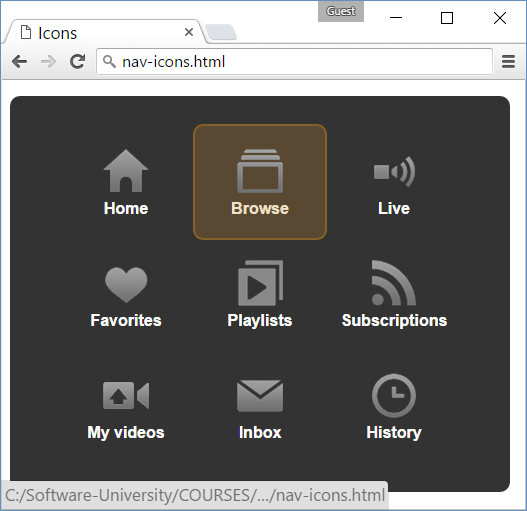 Guest
Icons
nav-icons.html
Home Browse Live
Favorites Playlists Subscriptions
My videos Inbox History
C:/Software-University/COURSES/.../nav-icons.html